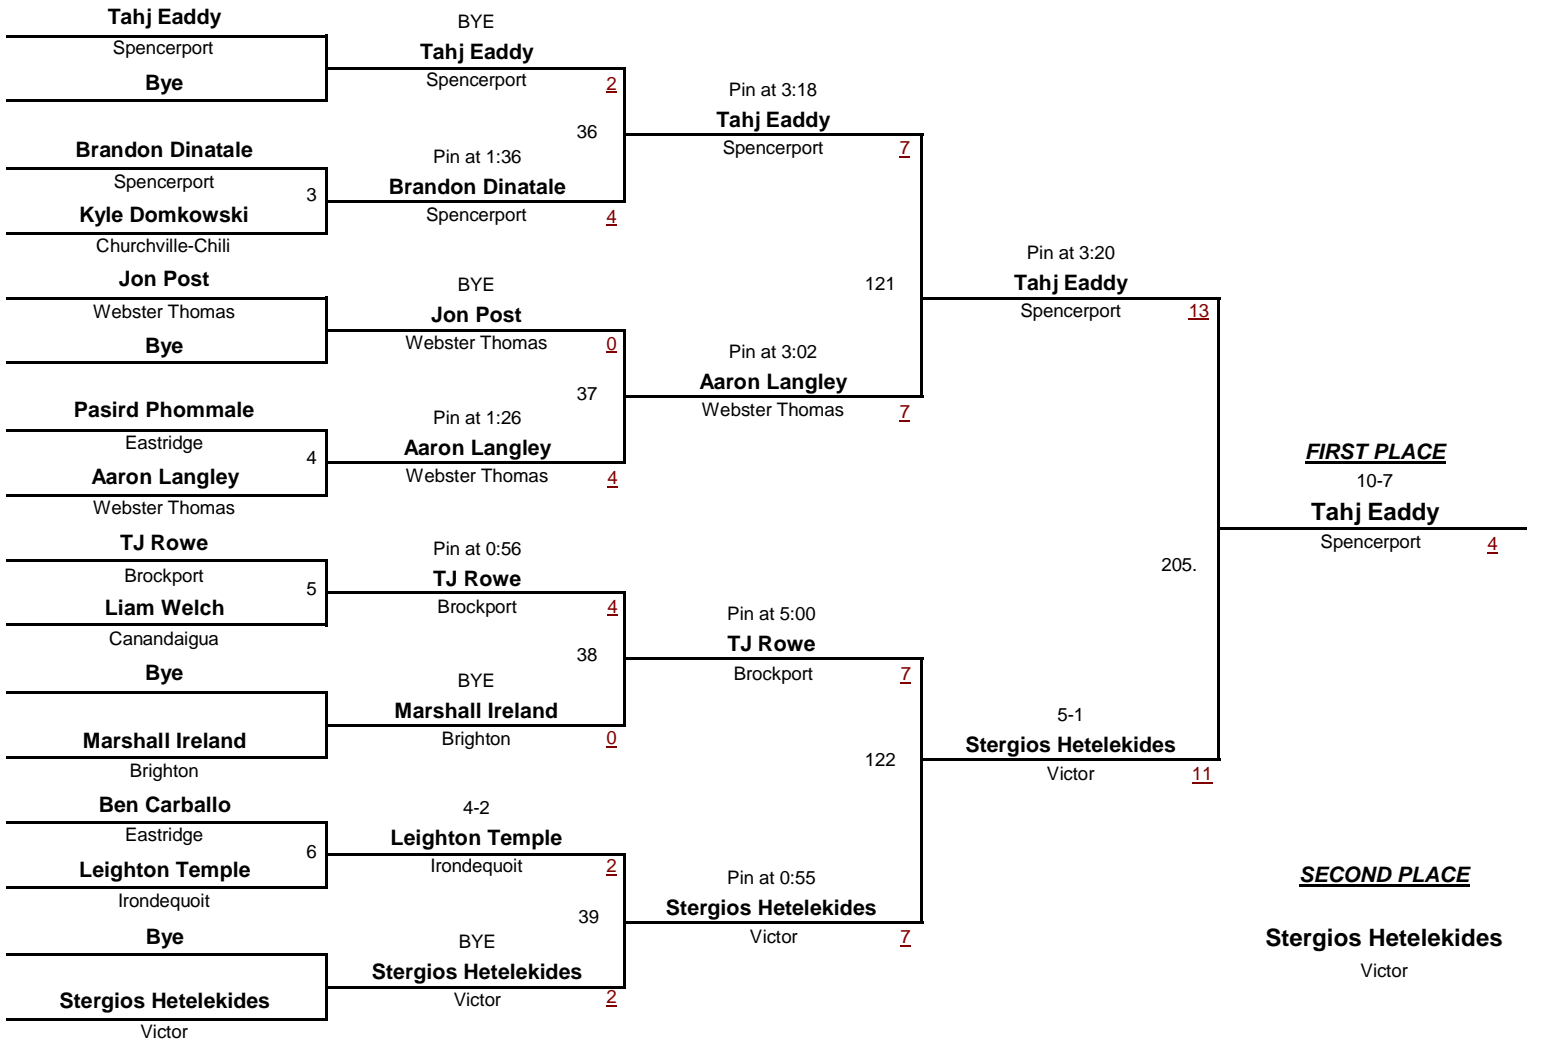 Tahj Eaddy
Spencerport
Bye
Brandon Dinatale
Spencerport
3
Kyle Domkowski
Churchville-Chili
Jon Post
Webster Thomas
Bye
Pasird Phommale
Eastridge
4
Aaron Langley
Webster Thomas
TJ Rowe
Brockport
5
Liam Welch
Canandaigua
Bye
Marshall Ireland
Brighton
Ben Carballo
Eastridge
6
Leighton Temple
Irondequoit
Bye
Stergios Hetelekides
Victor
BYE
Tahj Eaddy
Spencerport
2
36
Pin at 1:36
Brandon Dinatale
Spencerport
4
BYE
Jon Post
Webster Thomas
0
37
Pin at 1:26
Aaron Langley
Webster Thomas
4
Pin at 0:56
TJ Rowe
Brockport
4
38
BYE
Marshall Ireland
Brighton
0
4-2
Leighton Temple
Irondequoit
2
39
BYE
Stergios Hetelekides
Victor
2
Pin at 3:18
Tahj Eaddy
Spencerport
7
121
Pin at 3:02
Aaron Langley
Webster Thomas
7
Pin at 5:00
TJ Rowe
Brockport
7
122
Pin at 0:55
Stergios Hetelekides
Victor
7
Pin at 3:20
Tahj Eaddy
Spencerport
13
205.
5-1
Stergios Hetelekides
Victor
11
FIRST PLACE
10-7
Tahj Eaddy
Spencerport
4
SECOND PLACE
Stergios Hetelekides
Victor